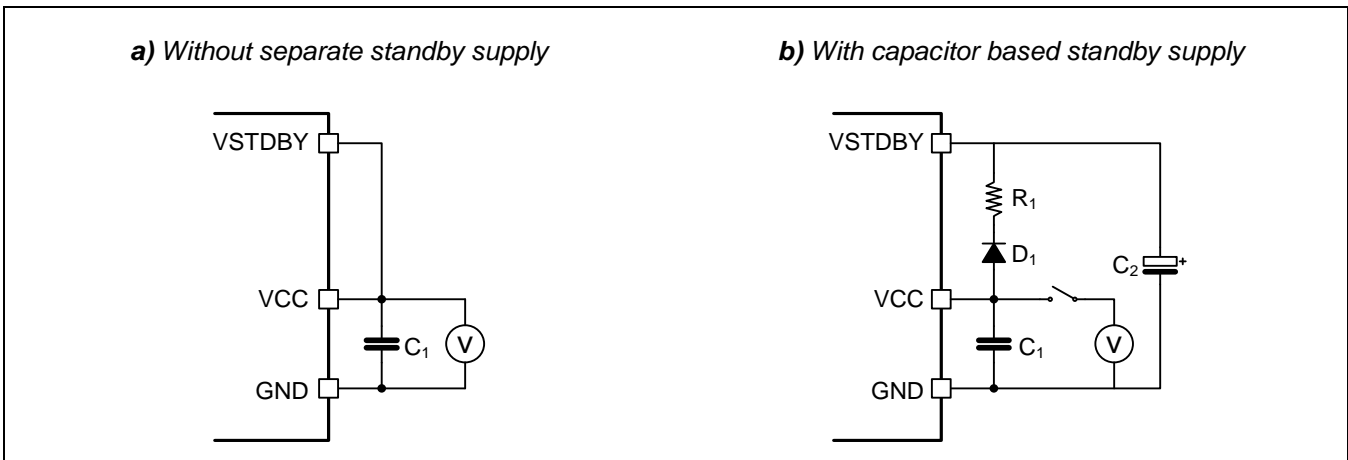 a) Without separate standby supply
VSTDBY
VCC
GND
C₁
V
b) With capacitor based standby supply
VSTDBY
R₁
D₁
C₂
+
VCC
C₁
V
GND